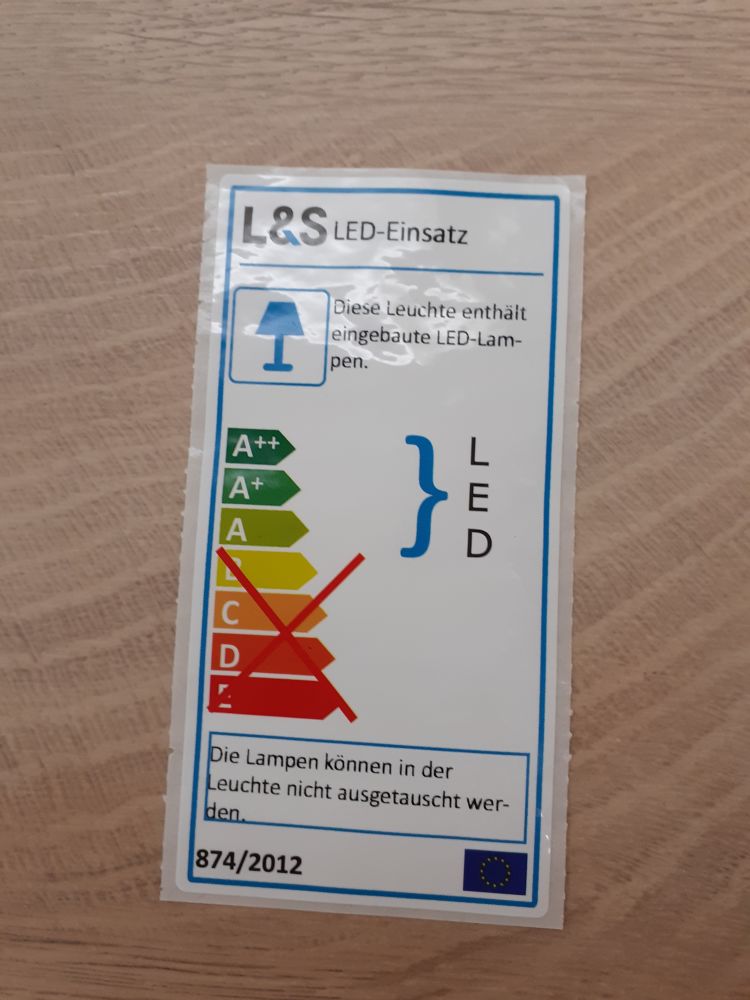 L&S LED-Einsatz
Diese Leuchte enthält
eingebaute LED-Lam-
pen.
A++
A+
A
B
C
D
E
L
E
D
Die Lampen können in der
Leuchte nicht ausgetauscht wer-
den.
874/2012